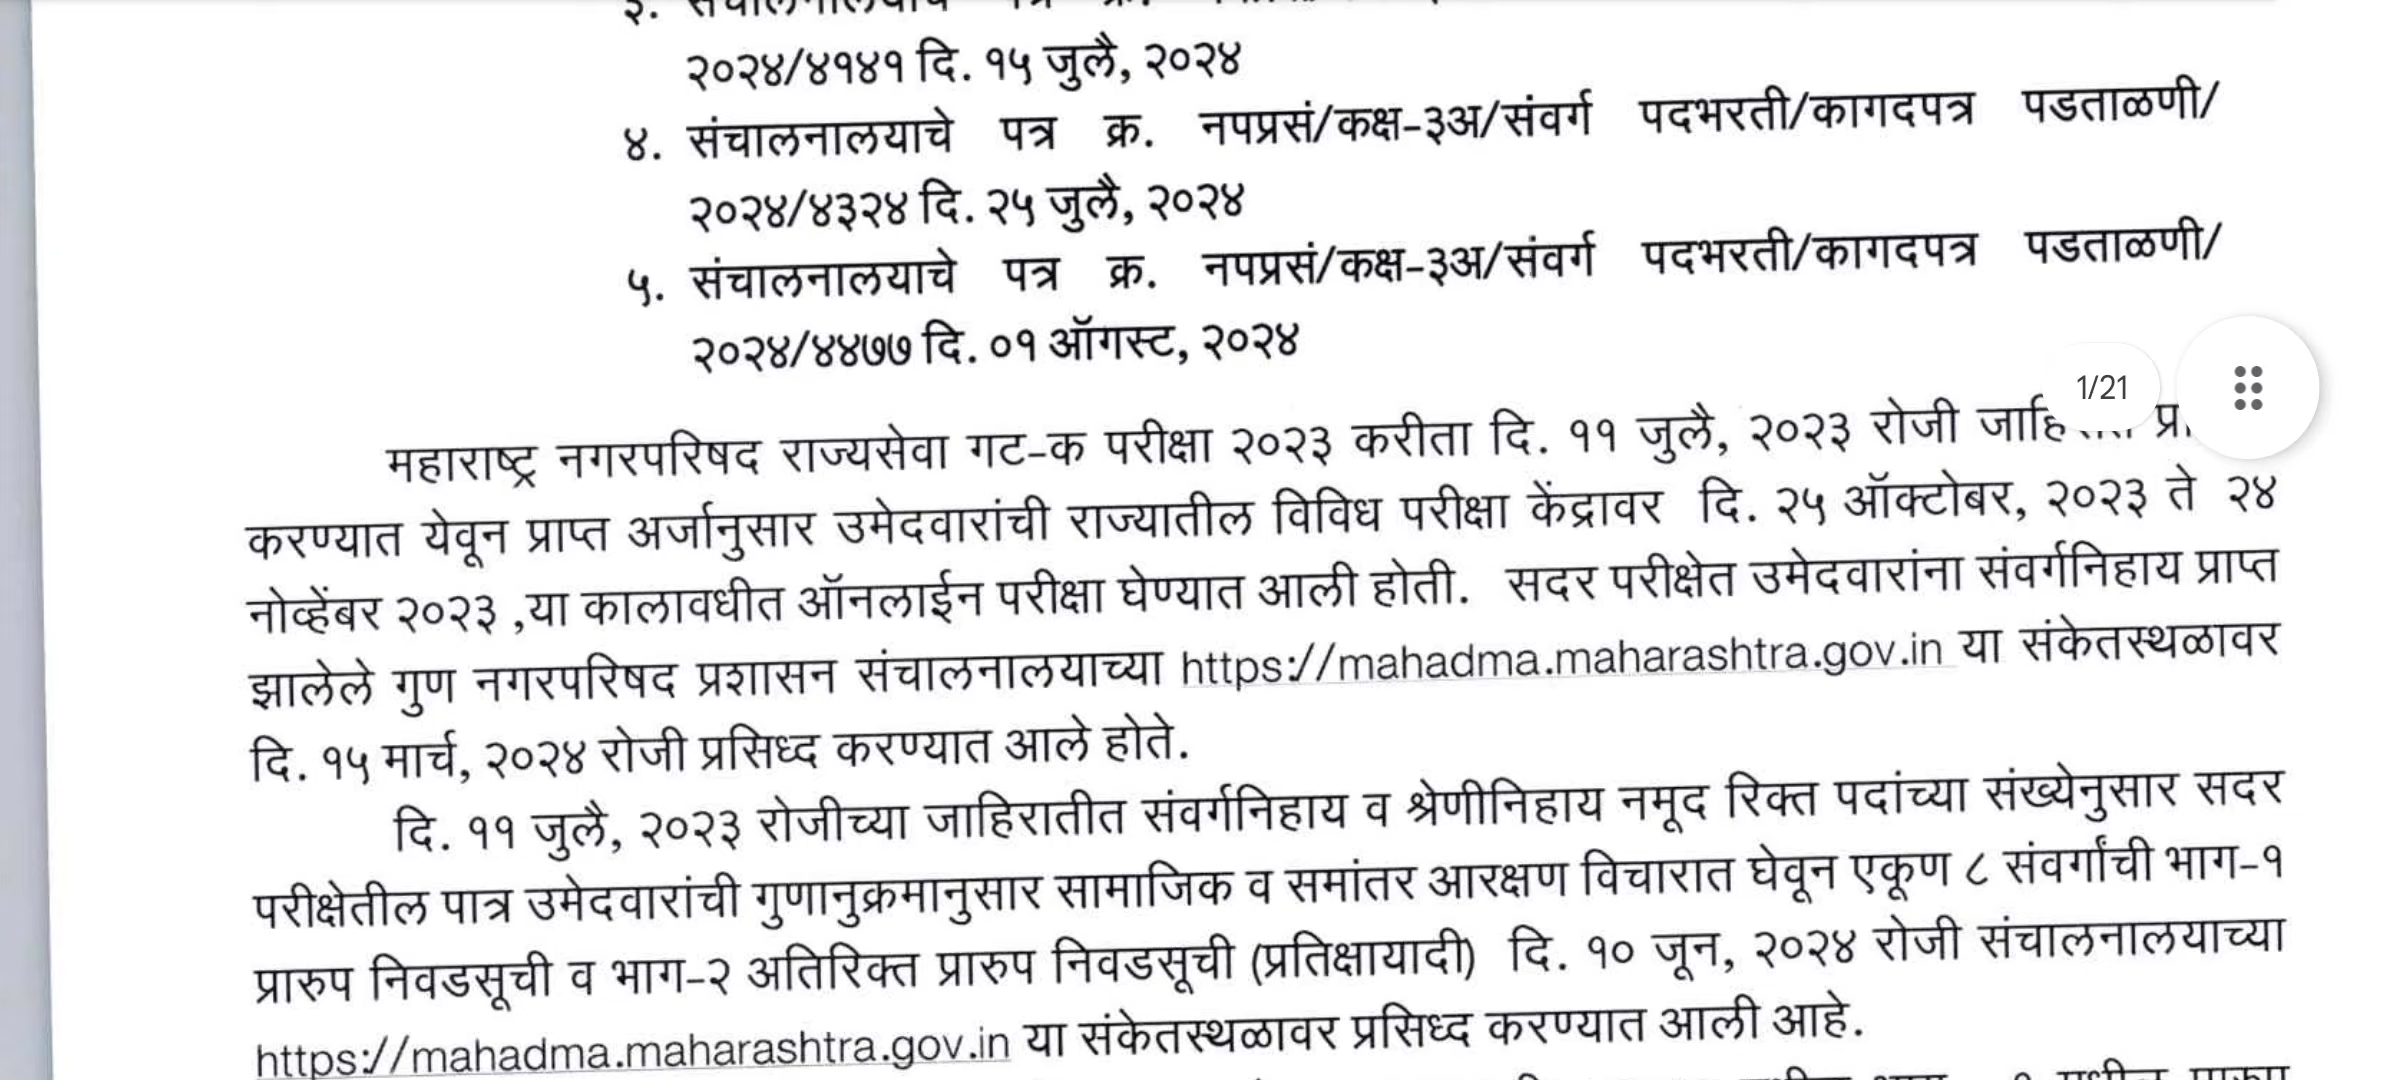 २०२४/४१४१ दि. १५ जुलै, २०२४
४. संचालनालयाचे पत्र क्र. नपप्रसं/कक्ष-३अ/संवर्ग पदभरती/कागदपत्र पडताळणी/
२०२४/४३२४ दि. २५ जुलै, २०२४
५. संचालनालयाचे पत्र क्र. नपप्रसं/कक्ष-३अ/संवर्ग पदभरती/कागदपत्र पडताळणी/
२०२४/४४७७ दि. ०१ ऑगस्ट, २०२४
1/21
महाराष्ट्र नगरपरिषद राज्यसेवा गट-क परीक्षा २०२३ करीता दि. ११ जुलै, २०२३ रोजी
करण्यात येवून प्राप्त अर्जानुसार उमेदवारांची राज्यातील विविध परीक्षा केंद्रावर दि. २५ ऑक्टोबर, २०२३ ते २४
नोव्हेंबर २०२३ ,या कालावधीत ऑनलाईन परीक्षा घेण्यात आली होती. सदर परीक्षेत उमेदवारांना संवर्गनिहाय प्राप्त
झालेले गुण नगरपरिषद प्रशासन संचालनालयाच्या https://mahadma.maharashtra.gov.in या संकेतस्थळावर
दि. १५ मार्च, २०२४ रोजी प्रसिध्द करण्यात आले होते.
दि. ११ जुलै, २०२३ रोजीच्या जाहिरातीत संवर्गनिहाय व श्रेणीनिहाय नमूद रिक्त पदांच्या संख्येनुसार सदर
परीक्षेतील पात्र उमेदवारांची गुणानुक्रमानुसार सामाजिक व समांतर आरक्षण विचारात घेवून एकूण ८ संवर्गांची भाग-१
प्रारुप निवडसूची व भाग-२ अतिरिक्त प्रारुप निवडसूची (प्रतिक्षायादी) दि. १० जून, २०२४ रोजी संचालनालयाच्या
https://mahadma.maharashtra.gov.in या संकेतस्थळावर प्रसिध्द करण्यात आली आहे.